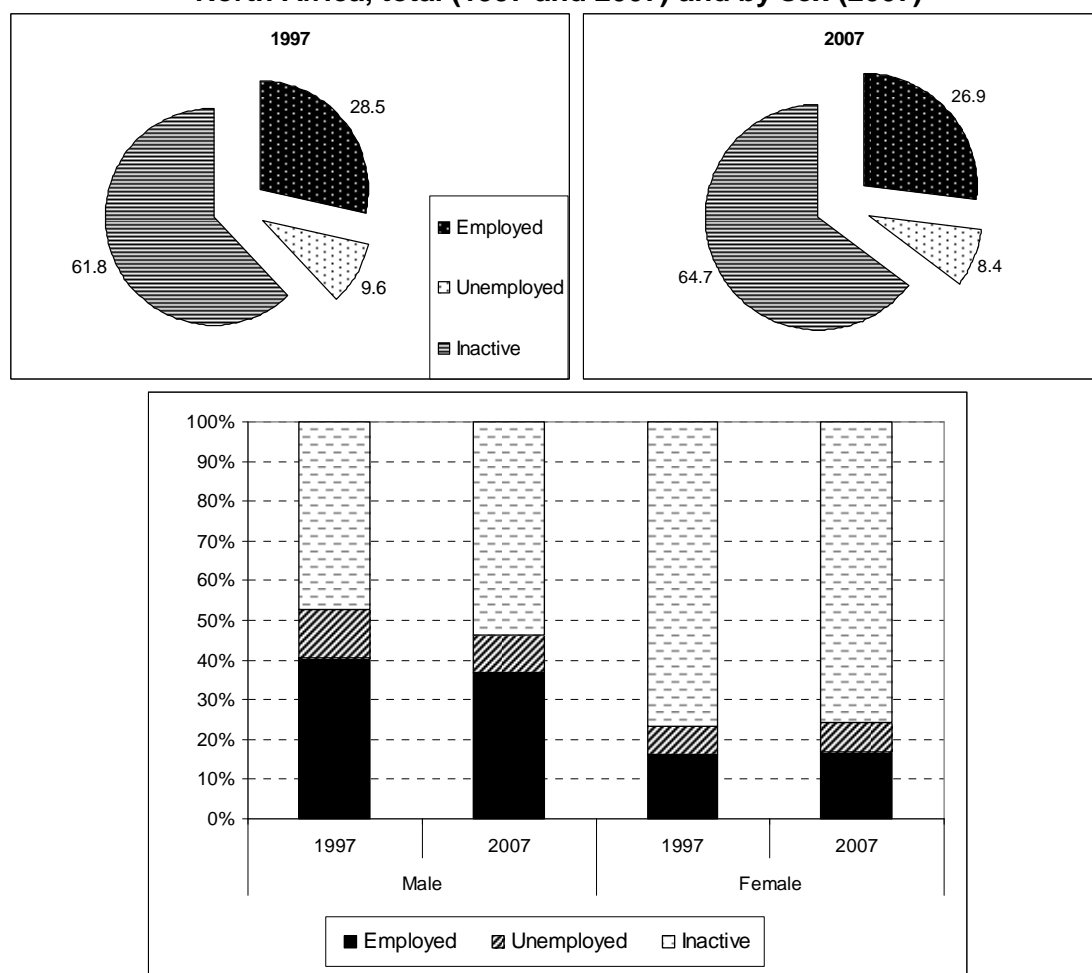 North Africa, total (1997 and 2007) and by sex (2007)
1997
28.5
9.6
61.8
Employed
Unemployed
Inactive
2007
26.9
8.4
64.7
100%
90%
80%
70%
60%
50%
40%
30%
20%
10%
0%
1997 2007 1997 2007
Male Female
Employed Unemployed Inactive